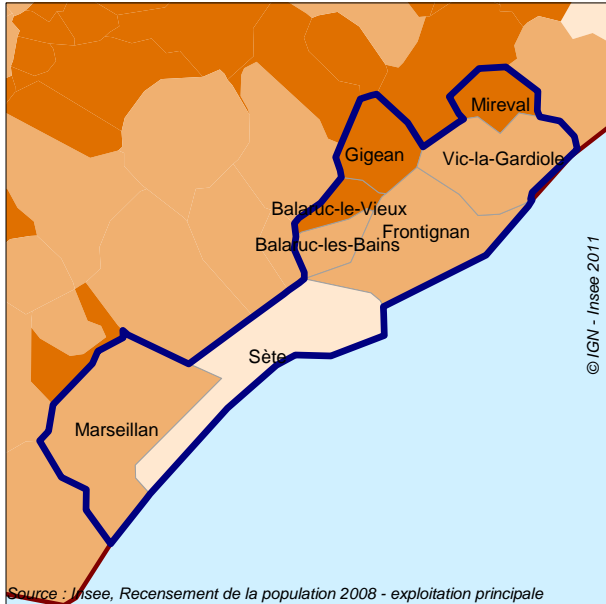 Mireval
Gigean
Vic-la-Gardiole
Balaruc-le-Vieux
Frontignan
Balaruc-les-Bains
Sète
Marseillan
© IGN - Insee 2011
Source : Insee, Recensement de la population 2008 - exploitation principale